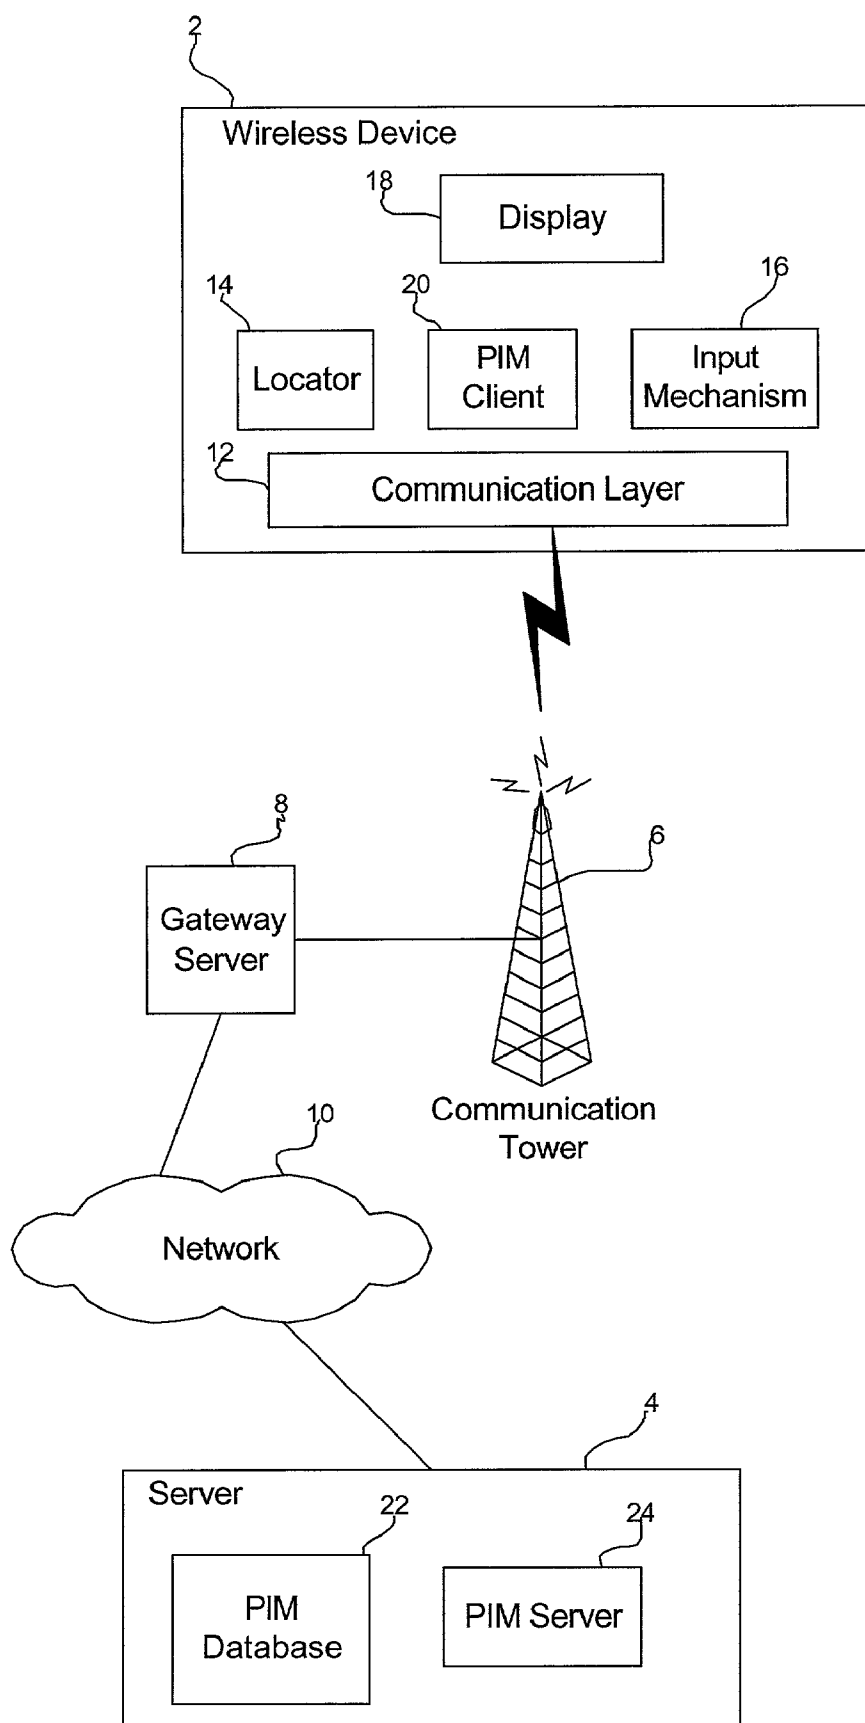 2
Wireless Device
18
Display
14
20
16
Locator
PIM
Client
Input
Mechanism
12
Communication Layer
8
6
Gateway
Server
Communication
Tower
10
Network
4
Server
22
24
PIM
Database
PIM Server